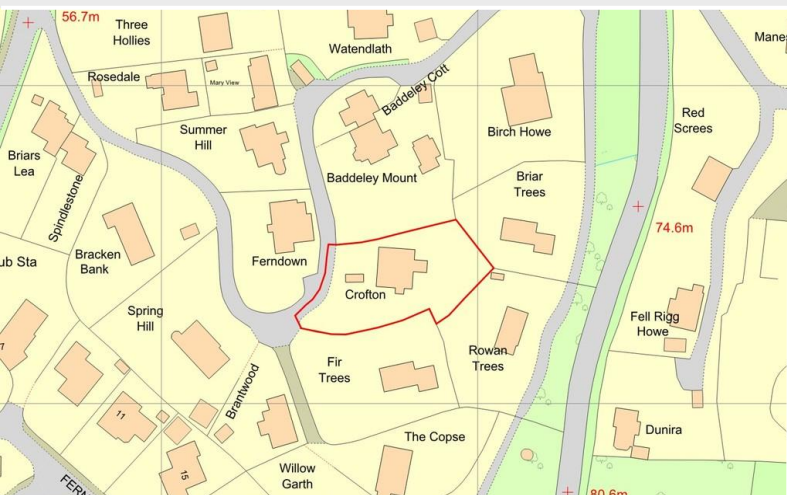 56.7m
Three
Hollies
Watendlath
Mane
Rosedale
Mary View
Baddeley Cott
Red
Screes
Summer
Hill
Birch Howe
Briars
Lea
Spindlestone
Baddeley Mount
Briar
Trees
74.6m
ub Sta
Bracken
Bank
Ferndown
Crofton
Spring
Hill
Fell Rigg
Howe
7
Fir
Trees
Rowan
Trees
Brantwood
11
Dunira
The Copse
15
Willow
Garth
FERN
80.6m